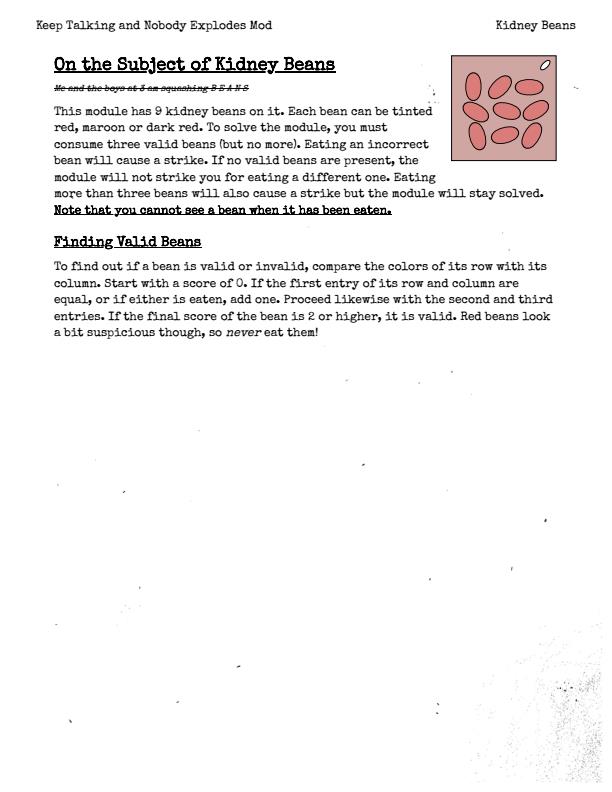 Keep Talking and Nobody Explodes Mod
Kidney Beans
On the Subject of Kidney Beans
Me and the boys at 3 am squashing B E A N S
This module has 9 kidney beans on it. Each bean can be tinted
red, maroon or dark red. To solve the module, you must
consume three valid beans (but no more). Eating an incorrect
bean will cause a strike. If no valid beans are present, the
module will not strike you for eating a different one. Eating
more than three beans will also cause a strike but the module will stay solved.
Note that you cannot see a bean when it has been eaten.
Finding Valid Beans
To find out if a bean is valid or invalid, compare the colors of its row with its
column. Start with a score of 0. If the first entry of its row and column are
equal, or if either is eaten, add one. Proceed likewise with the second and third
entries. If the final score of the bean is 2 or higher, it is valid. Red beans look
a bit suspicious though, so never eat them!